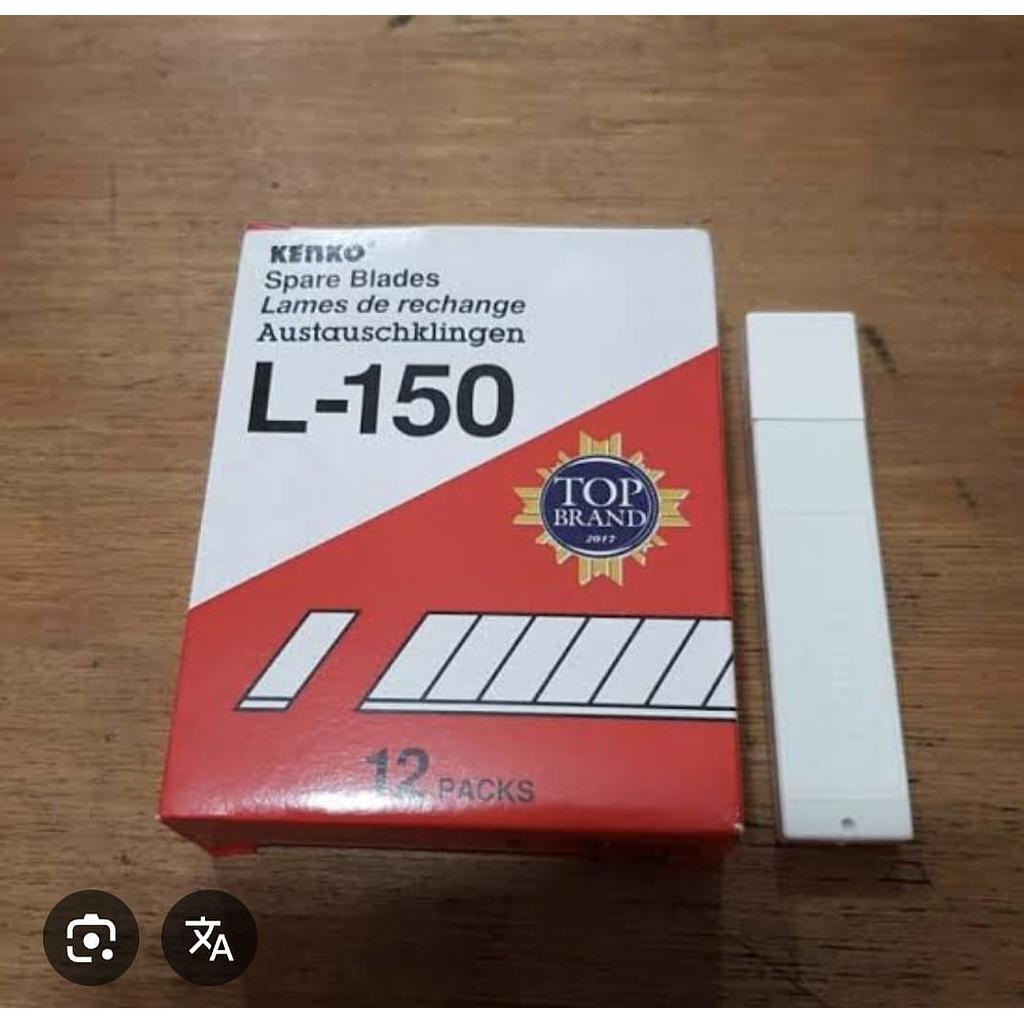 KENKO®
Spare Blades
Lames de rechange
Austauschklingen
L-150
TOP
BRAND
2017
12 PACKS